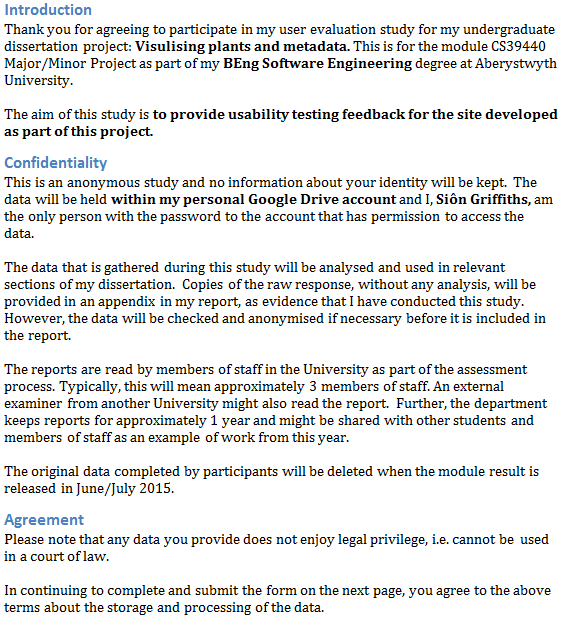 Introduction
Thank you for agreeing to participate in my user evaluation study for my undergraduate
dissertation project: Visulising plants and metadata. This is for the module CS39440
Major/Minor Project as part of my BEng Software Engineering degree at Aberystwyth
University.
The aim of this study is to provide usability testing feedback for the site developed
as part of this project.
Confidentiality
This is an anonymous study and no information about your identity will be kept. The
data will be held within my personal Google Drive account and I, Siôn Griffiths, am
the only person with the password to the account that has permission to access the
data.
The data that is gathered during this study will be analysed and used in relevant
sections of my dissertation. Copies of the raw response, without any analysis, will be
provided in an appendix in my report, as evidence that I have conducted this study.
However, the data will be checked and anonymised if necessary before it is included in
the report.
The reports are read by members of staff in the University as part of the assessment
process. Typically, this will mean approximately 3 members of staff. An external
examiner from another University might also read the report. Further, the department
keeps reports for approximately 1 year and might be shared with other students and
members of staff as an example of work from this year.
The original data completed by participants will be deleted when the module result is
released in June/July 2015.
Agreement
Please note that any data you provide does not enjoy legal privilege, i.e. cannot be used
in a court of law.
In continuing to complete and submit the form on the next page, you agree to the above
terms about the storage and processing of the data.